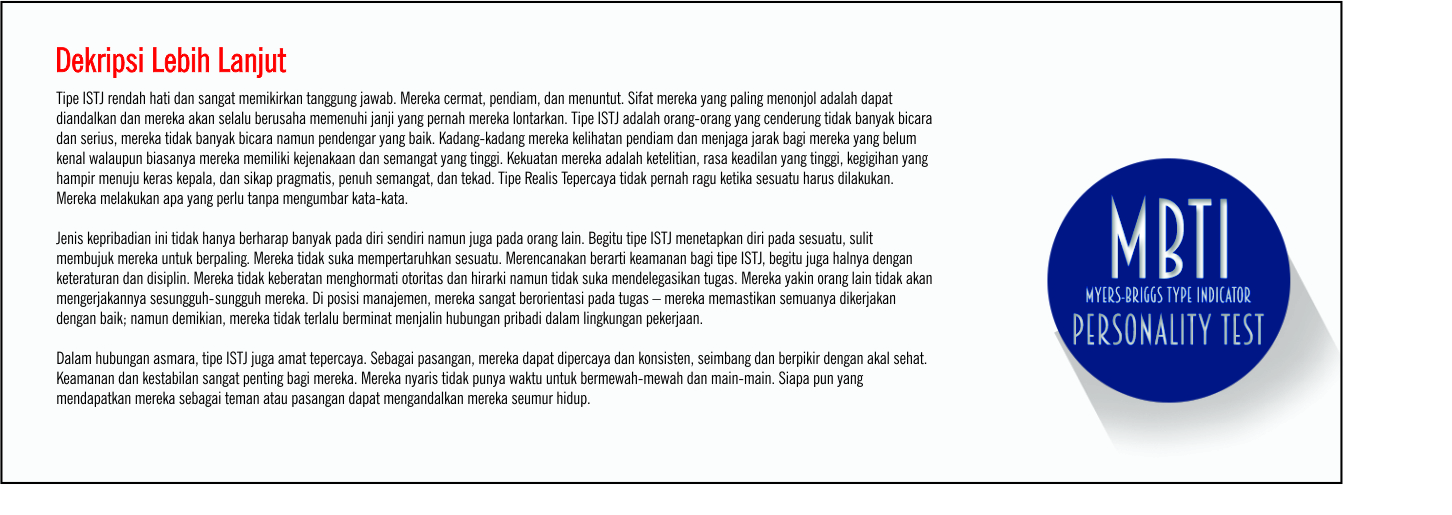 Dekripsi Lebih Lanjut
Tipe ISTJ rendah hati dan sangat memikirkan tanggung jawab. Mereka cermat, pendiam, dan menuntut. Sifat mereka yang paling menonjol adalah dapat
diandalkan dan mereka akan selalu berusaha memenuhi janji yang pernah mereka lontarkan. Tipe ISTJ adalah orang-orang yang cenderung tidak banyak bicara
dan serius, mereka tidak banyak bicara namun pendengar yang baik. Kadang-kadang mereka kelihatan pendiam dan menjaga jarak bagi mereka yang belum
kenal walaupun biasanya mereka memiliki kejenakaan dan semangat yang tinggi. Kekuatan mereka adalah ketelitian, rasa keadilan yang tinggi, kegigihan yang
hampir menuju keras kepala, dan sikap pragmatis, penuh semangat, dan tekad. Tipe Realis Tepercaya tidak pernah ragu ketika sesuatu harus dilakukan.
Mereka melakukan apa yang perlu tanpa mengumbar kata-kata.
Jenis kepribadian ini tidak hanya berharap banyak pada diri sendiri namun juga pada orang lain. Begitu tipe ISTJ menetapkan diri pada sesuatu, sulit
membujuk mereka untuk berpaling. Mereka tidak suka mempertaruhkan sesuatu. Merencanakan berarti keamanan bagi tipe ISTJ, begitu juga halnya dengan
keteraturan dan disiplin. Mereka tidak keberatan menghormati otoritas dan hirarki namun tidak suka mendelegasikan tugas. Mereka yakin orang lain tidak akan
mengerjakannya sesungguh-sungguh mereka. Di posisi manajemen, mereka sangat berorientasi pada tugas – mereka memastikan semuanya dikerjakan
dengan baik; namun demikian, mereka tidak terlalu berminat menjalin hubungan pribadi dalam lingkungan pekerjaan.
Dalam hubungan asmara, tipe ISTJ juga amat tepercaya. Sebagai pasangan, mereka dapat dipercaya dan konsisten, seimbang dan berpikir dengan akal sehat.
Keamanan dan kestabilan sangat penting bagi mereka. Mereka nyaris tidak punya waktu untuk bermewah-mewah dan main-main. Siapa pun yang
mendapatkan mereka sebagai teman atau pasangan dapat mengandalkan mereka seumur hidup.
MBTI
MYERS-BRIGGS TYPE INDICATOR
PERSONALITY TEST